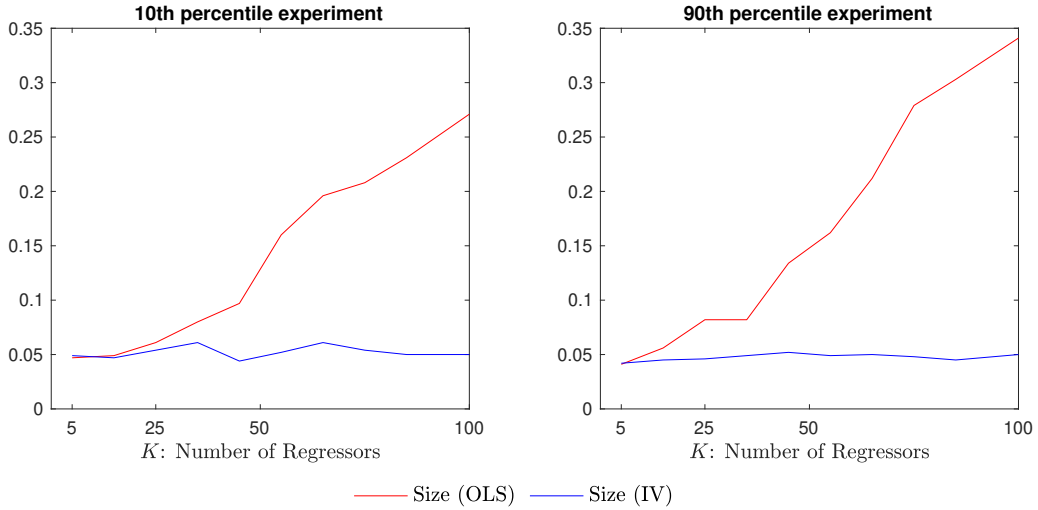 10th percentile experiment
0.35
0.3
0.25
0.2
0.15
0.1
0.05
0
5 25 50 100
K: Number of Regressors
90th percentile experiment
0.35
0.3
0.25
0.2
0.15
0.1
0.05
0
5 25 50 100
K: Number of Regressors
Size (OLS) Size (IV)